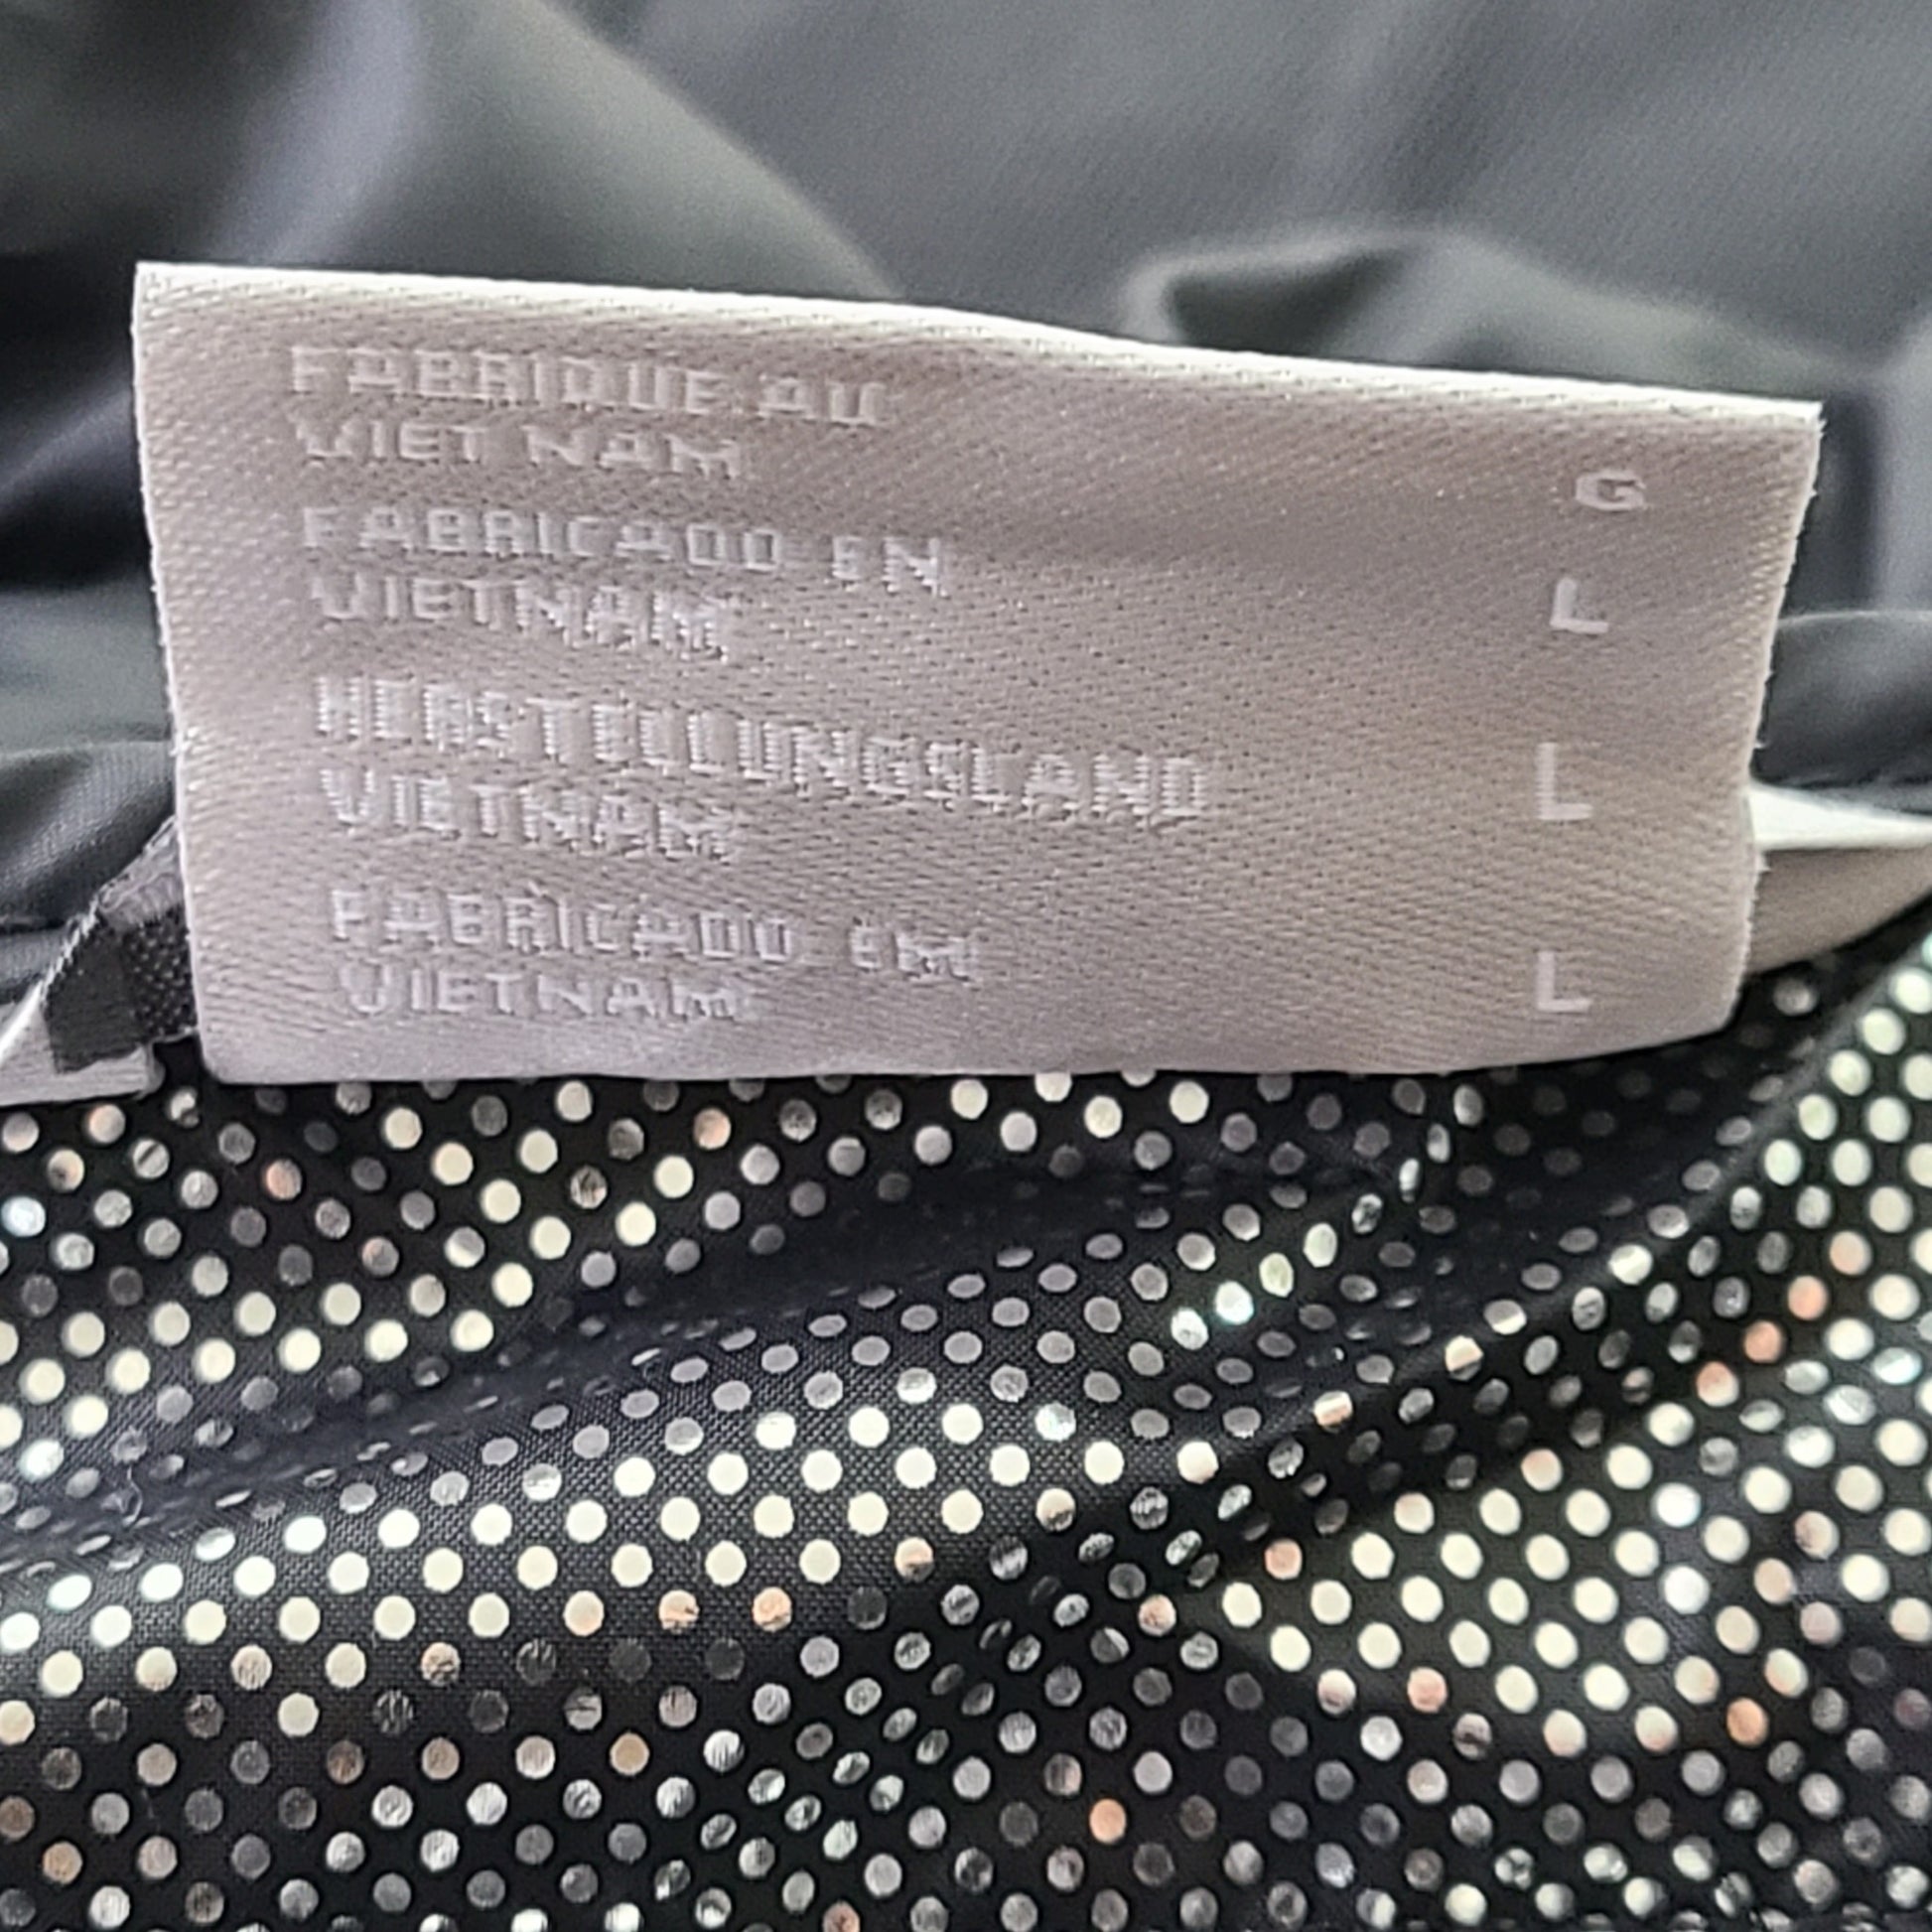 FABRIQUE AU
VIET NAM
G
FABRICADO EN
VIETNAM
L
HERSTELLUNGSLAND
VIETNAM
L
FABRICADO EM
VIETNAM
L